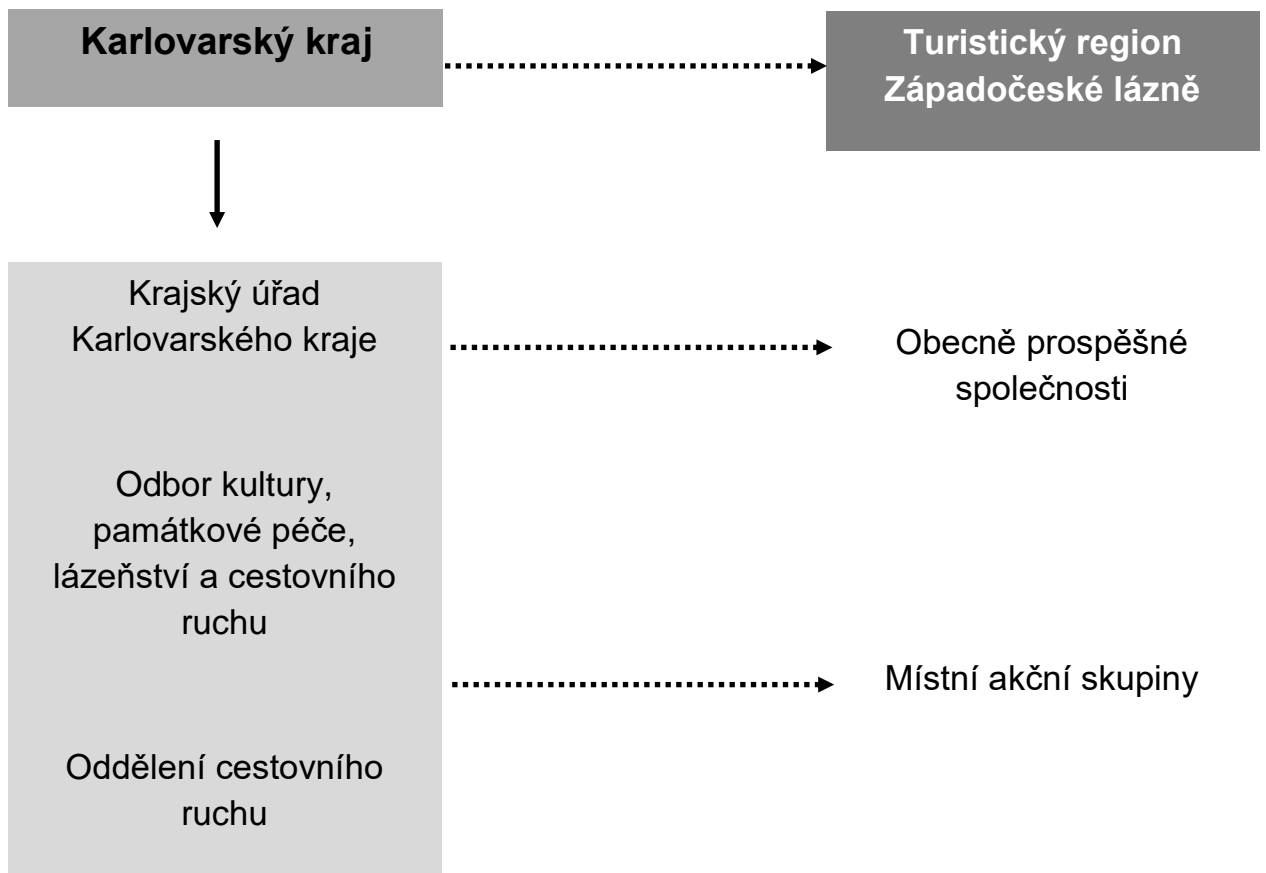 Karlovarský kraj
Turistický region
Západočeské lázně
Krajský úřad
Karlovarského kraje
Obecně prospěšné
společnosti
Odbor kultury,
památkové péče,
lázeňství a cestovního
ruchu
Místní akční skupiny
Oddělení cestovního
ruchu